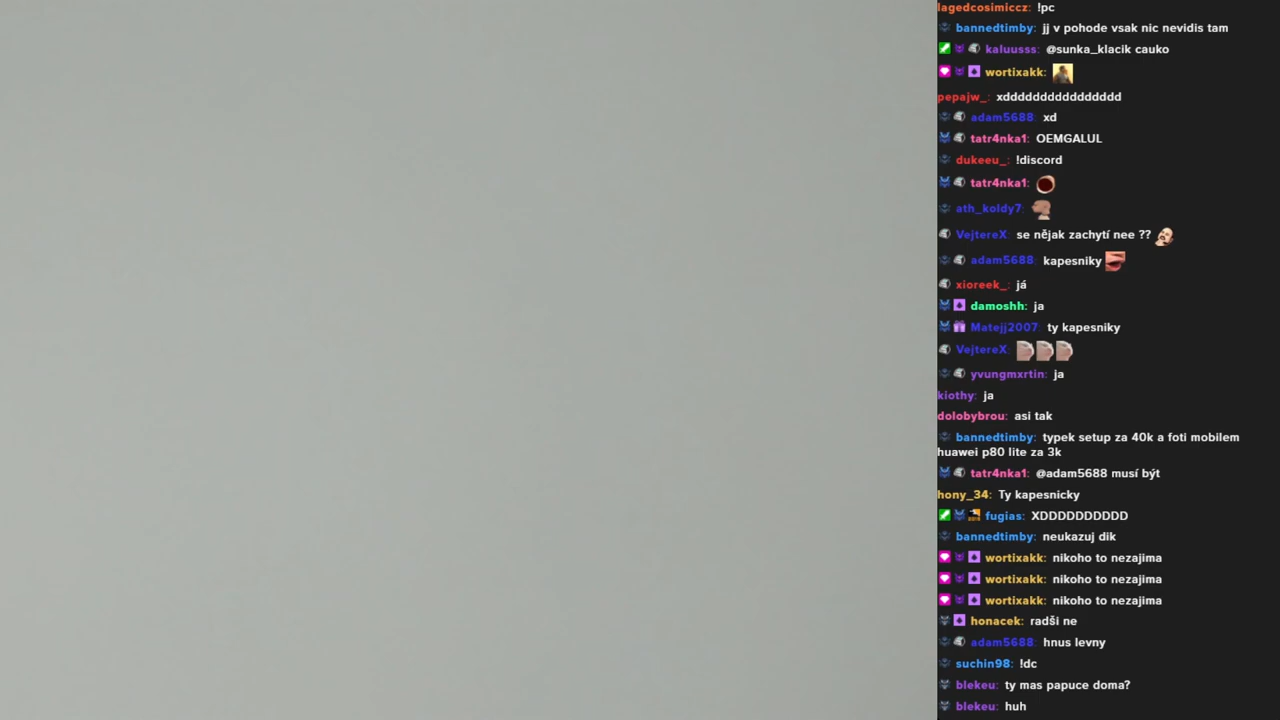 lagedcosimiccz: !pc
bannedtimby: jj v pohode vsak nic nevidis tam
kaluusss: @sunka_klacik cauko
wortixakk:
pepajw_: xdddddddddddddddd
adam5688: xd
tatr4nka1: OEMGALUL
dukeeu_: !discord
tatr4nka1:
ath_koldy7:
VejtereX: se nějak zachytí nee ??
adam5688: kapesniky
xioreek_: já
damoshh: ja
Matejj2007: ty kapesniky
VejtereX:
yvungmxrtin: ja
kiothy: ja
dolobybrou: asi tak
bannedtimby: typek setup za 40k a foti mobilem
huawei p80 lite za 3k
tatr4nka1: @adam5688 musí být
hony_34: Ty kapesnicky
fugias: XDDDDDDDDDD
bannedtimby: neukazuj dik
wortixakk: nikoho to nezajima
wortixakk: nikoho to nezajima
wortixakk: nikoho to nezajima
honacek: radši ne
adam5688: hnus levny
suchin98: !dc
blekeu: ty mas papuce doma?
blekeu: huh